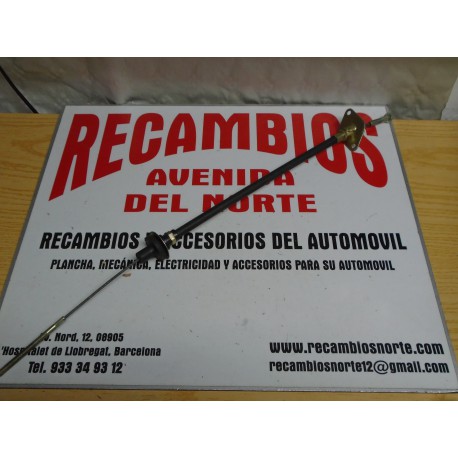 RECAMBIOS
AVENIDA
DEL NORTE
RECAMBIOS ACCESORIOS DEL AUTOMOVIL
PLANCHA, MECÁNICA, ELECTRICIDAD Y ACCESORIOS PARA SU AUTOMOVIL
. Nord, 12, 08905
'Hospitalet de Llobregat, Barcelona
Tel. 933 34 93 12
www.recambiosnorte.com
recambiosnorte12@gmail.com